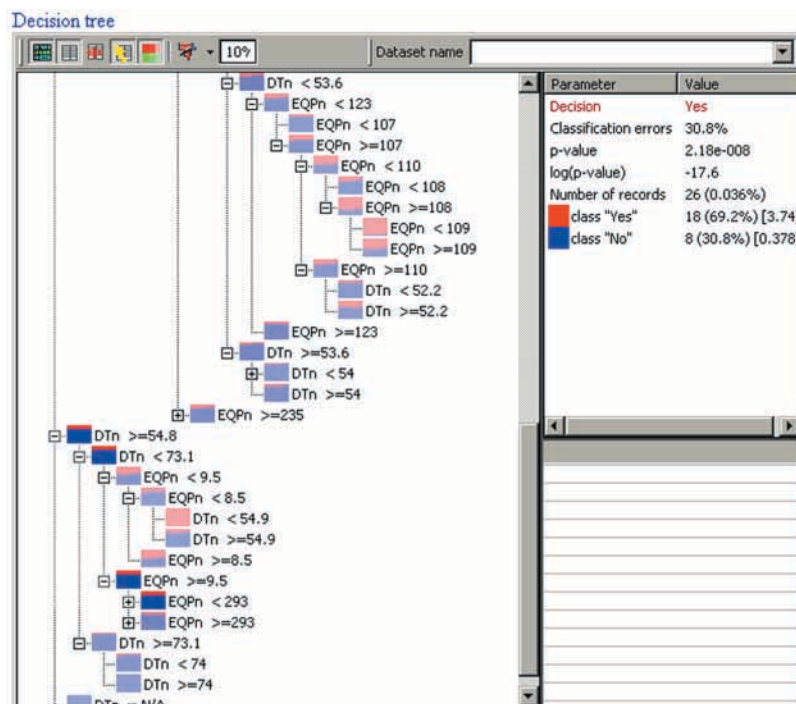 Decision tree
10%
Dataset name
DTn <53.6
EQPn <123
EQPn <107
EQPn >=107
EQPn <110
EQPn <108
EQPn >=108
EQPn <109
EQPn >=109
EQPn >=110
DTn <52.2
DTn >=52.2
EQPn >=123
DTn >=53.6
DTn <54
DTn >=54
EQPn >=235
DTn >=54.8
DTn <73.1
EQPn <9.5
EQPn <8.5
DTn <54.9
DTn >=54.9
EQPn >=8.5
EQPn >=9.5
EQPn <293
EQPn >=293
DTn >=73.1
DTn <74
DTn >=74
DTn = N/A
Parameter Value
Decision Yes
Classification errors 30.8%
p-value 2.18e-008
log(p-value) -17.6
Number of records 26 (0.036%)
class "Yes" 18 (69.2%) [3.74
class "No" 8 (30.8%) [0.378